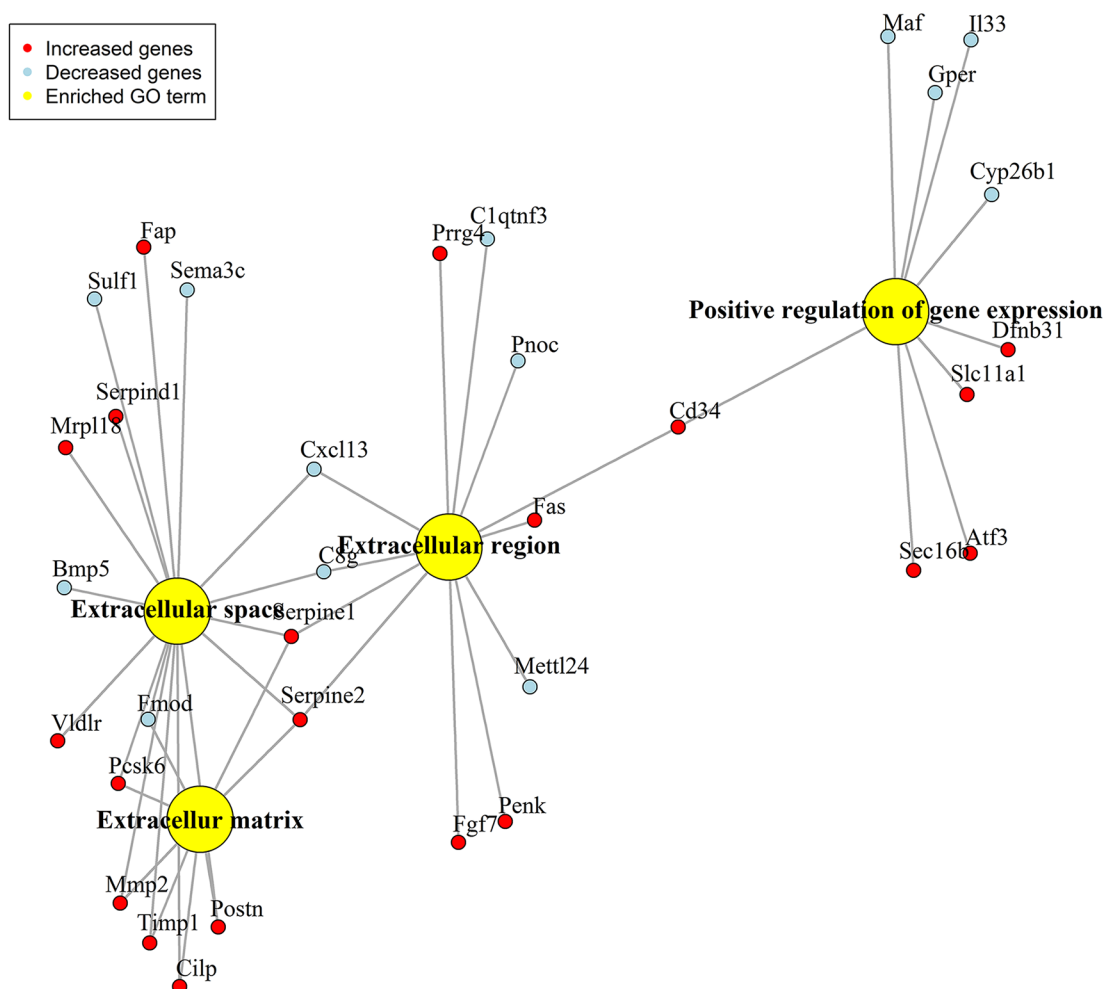 Increased genes
Decreased genes
Enriched GO term
Maf
Il33
Gper
Cyp26b1
C1qtnf3
Prrg4
Fap
Sema3c
Sulf1
Positive regulation of gene expression
Dfnb31
Pnoc
Slc11a1
Serpind1
Cd34
Mrpl18
Cxcl13
Fas
Atf3
Extracellular region
Sec16b
C8g
Bmp5
Extracellular space
Serpine1
Mettl24
Serpine2
Fmod
Vldlr
Pcsk6
Penk
Extracellur matrix
Fgf7
Mmp2
Postn
Timp1
Cilp